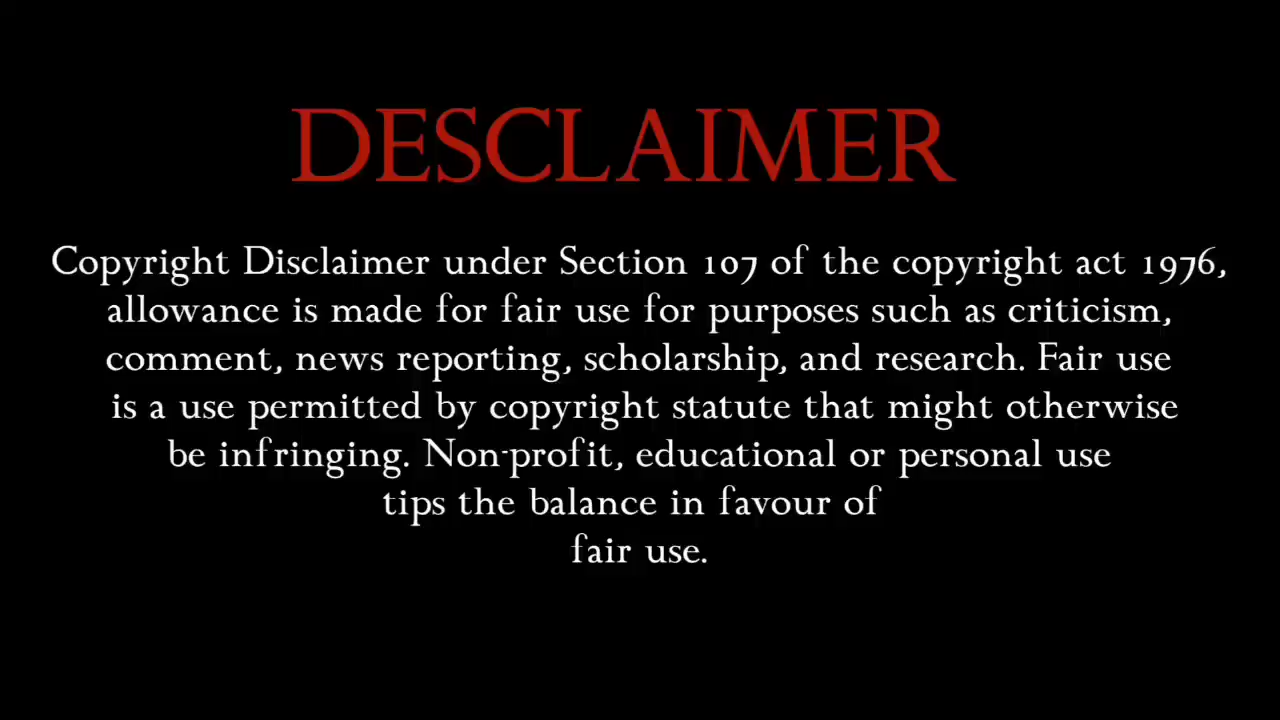 DESCLAIMER
Copyright Disclaimer under Section 107 of the copyright act 1976,
allowance is made for fair use for purposes such as criticism,
comment, news reporting, scholarship, and research. Fair use
is a use permitted by copyright statute that might otherwise
be infringing. Non-profit, educational or personal use
tips the balance in favour of
fair use.